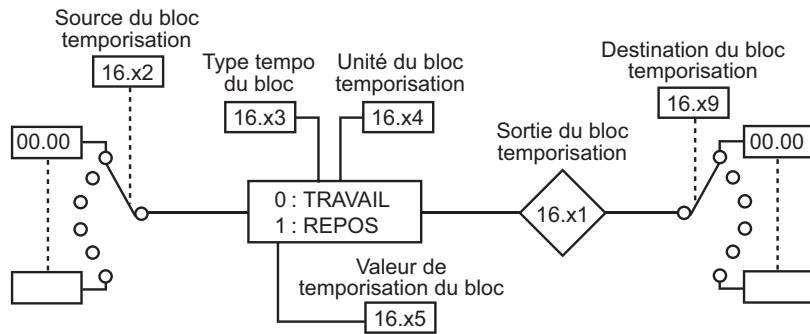 Source du bloc
temporisation
16.x2
Type tempo
du bloc
16.x3
Unité du bloc
temporisation
16.x4
Destination du bloc
temporisation
16.x9
Sortie du bloc
temporisation
00.00
00.00
0 : TRAVAIL
1 : REPOS
16.x1
Valeur de
temporisation du bloc
16.x5